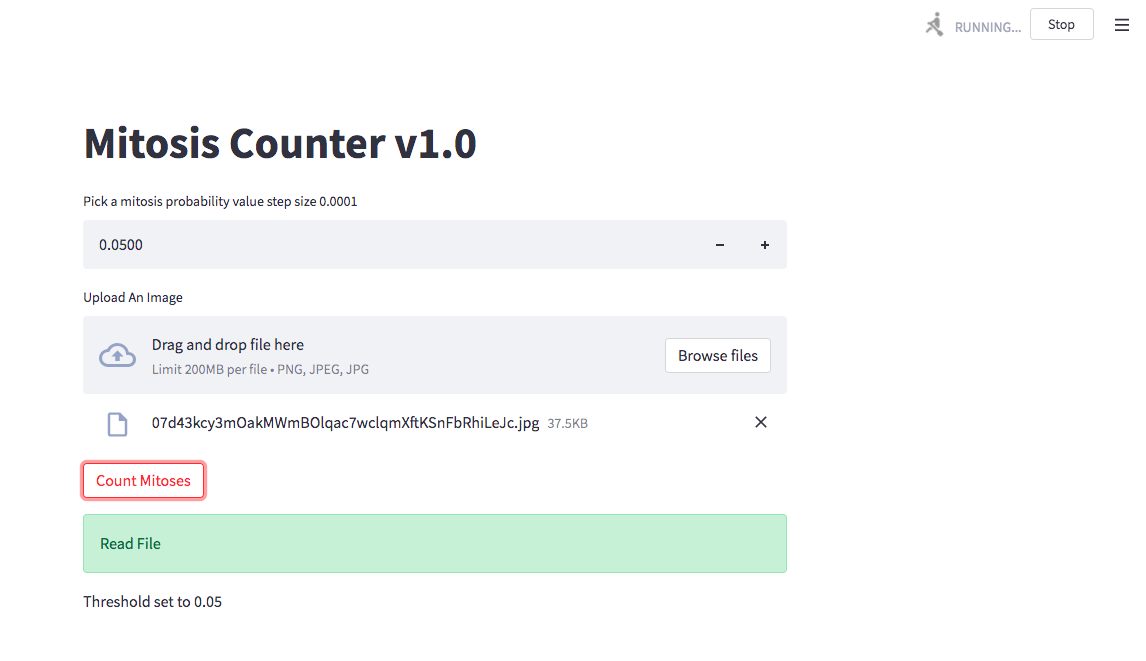 RUNNING...
Stop
Mitosis Counter v1.0
Pick a mitosis probability value step size 0.0001
0.0500
Upload An Image
Drag and drop file here
Limit 200MB per file • PNG, JPEG, JPG
Browse files
07d43kcy3mOakMWmBOlqac7wclqmXftKSnFbRhiLeJc.jpg 37.5KB
Count Mitoses
Read File
Threshold set to 0.05